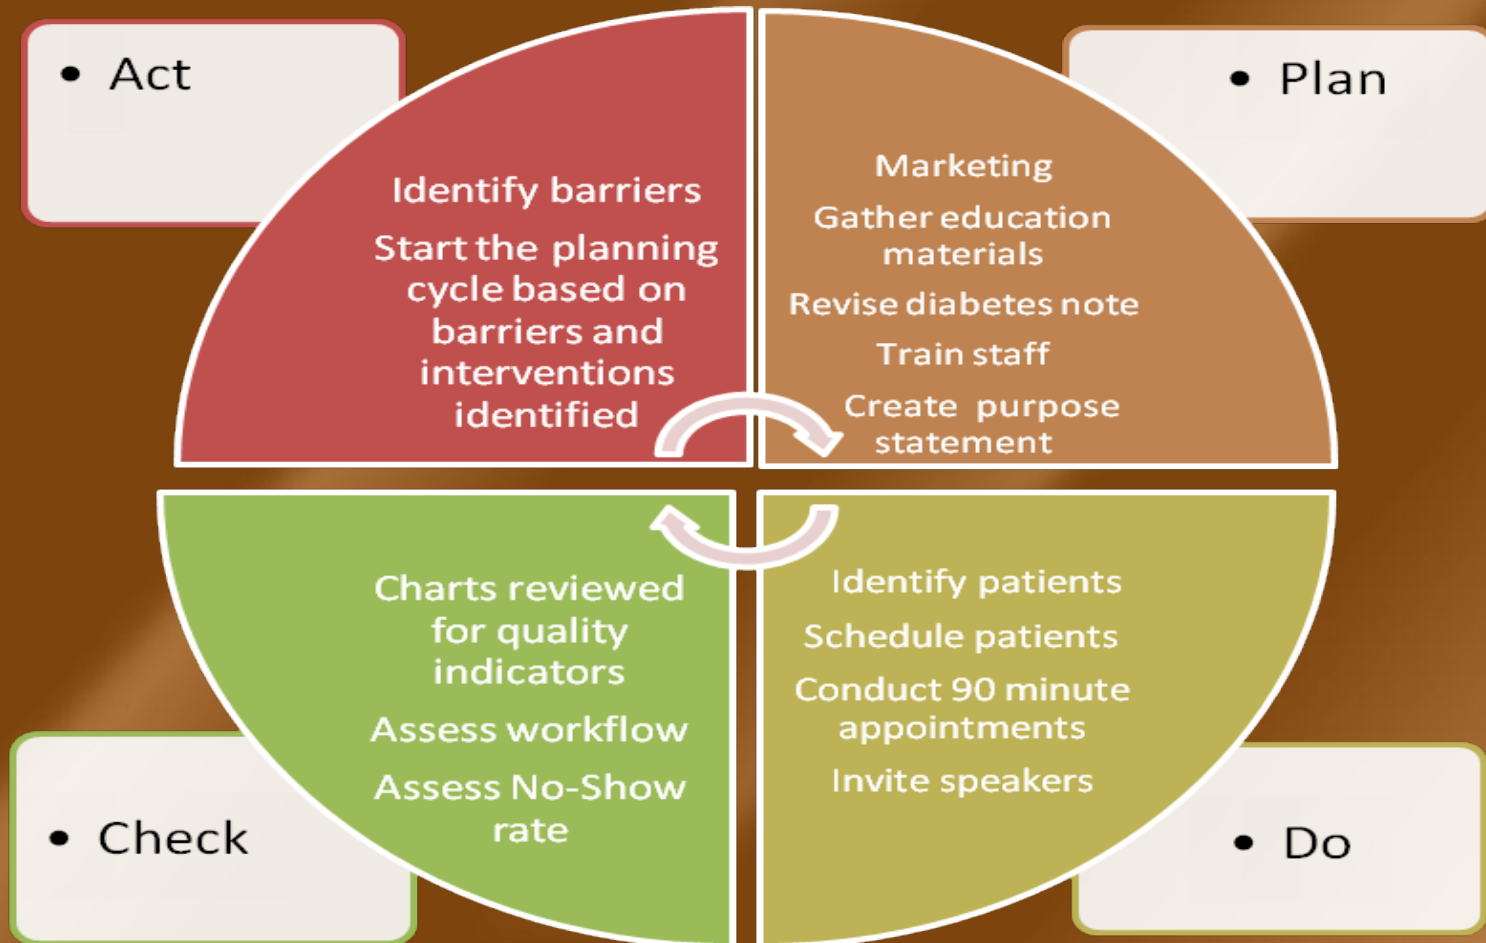 • Act
Identify barriers
Start the planning
cycle based on
barriers and
interventions
identified
• Plan
Marketing
Gather education
materials
Revise diabetes note
Train staff
Create purpose
statement
Charts reviewed
for quality
indicators
Assess workflow
Assess No-Show
rate
• Check
Identify patients
Schedule patients
Conduct 90 minute
appointments
Invite speakers
• Do